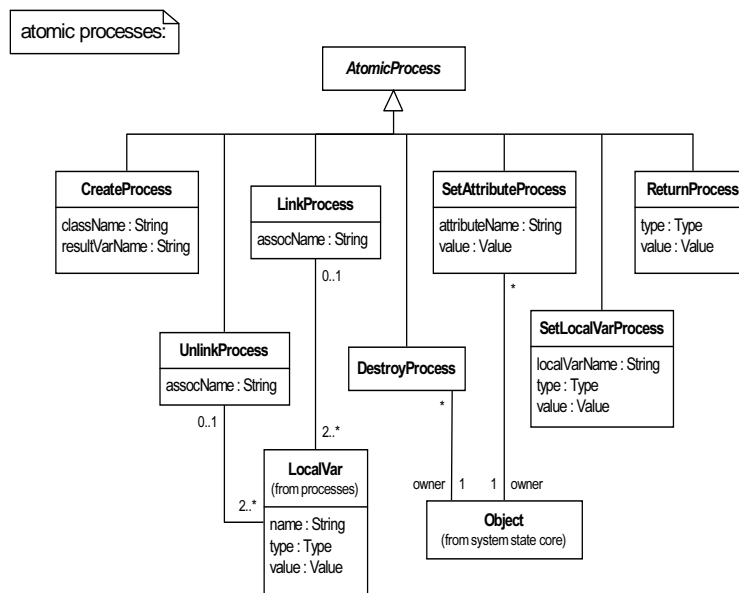 atomic processes:
AtomicProcess
CreateProcess
className : String
resultVarName : String
LinkProcess
assocName : String
SetAttributeProcess
attributeName : String
value : Value
ReturnProcess
type : Type
value : Value
0..1
*
UnlinkProcess
assocName : String
DestroyProcess
SetLocalVarProcess
localVarName : String
type : Type
value : Value
0..1
*
2..*
LocalVar
(from processes)
name : String
type : Type
value : Value
2..*
owner
1
1
owner
Object
(from system state core)